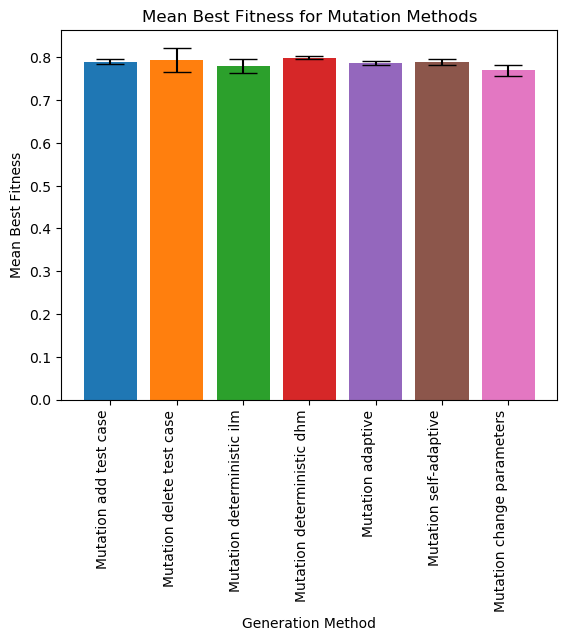 Mean Best Fitness for Mutation Methods
Mean Best Fitness
0.8
0.7
0.6
0.5
0.4
0.3
0.2
0.1
0.0
Mutation add test case
Mutation delete test case
Mutation deterministic ilm
Mutation deterministic dhm
Mutation adaptive
Mutation self-adaptive
Mutation change parameters
Generation Method